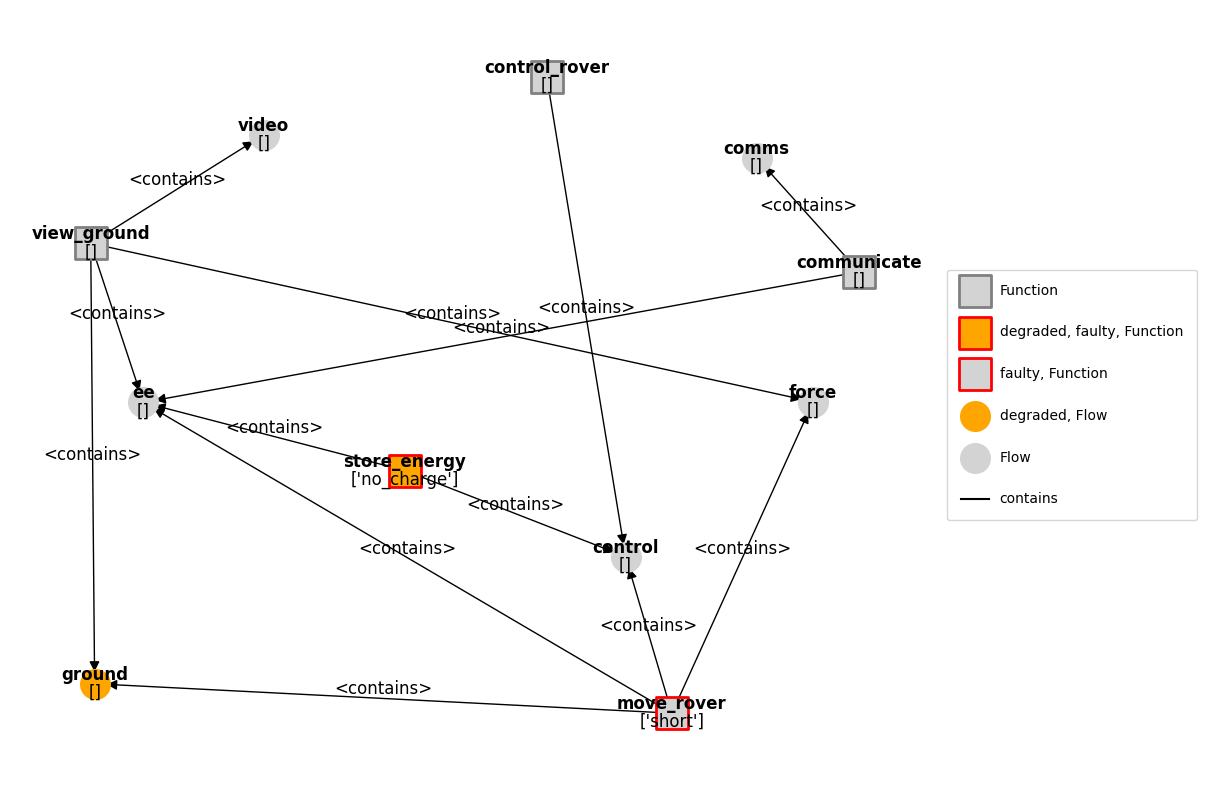 control_rover
[]
video
[]
comms
[]
<contains>
<contains>
view_ground
[]
communicate
[]
<contains>
<contains>
<contains>
<contains>
ee
[]
force
[]
<contains>
<contains>
store_energy
['no_charge']
<contains>
control
[]
<contains>
<contains>
<contains>
ground
[]
<contains>
move_rover
['short']
Function
degraded, faulty, Function
faulty, Function
degraded, Flow
Flow
contains